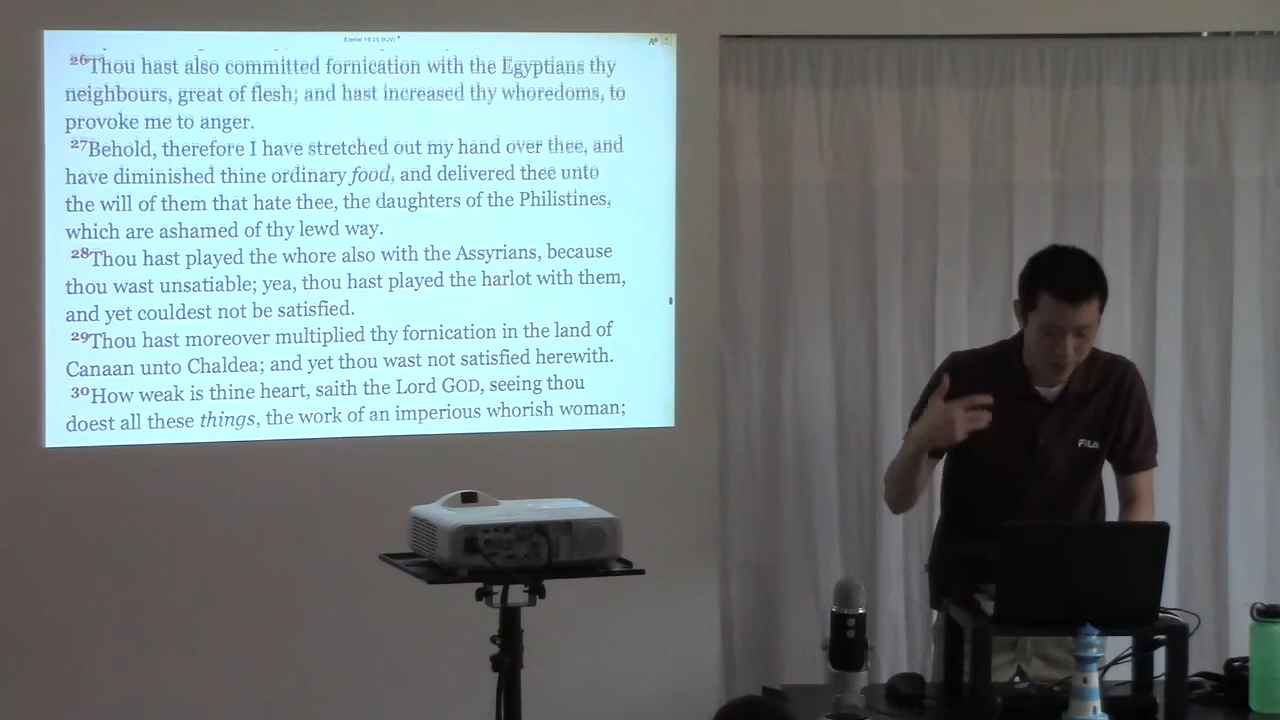 Ezekiel 16:25 (KJV)
26Thou hast also committed fornication with the Egyptians thy
neighbours, great of flesh; and hast increased thy whoredoms, to
provoke me to anger.
27Behold, therefore I have stretched out my hand over thee, and
have diminished thine ordinary food, and delivered thee unto
the will of them that hate thee, the daughters of the Philistines,
which are ashamed of thy lewd way.
28Thou hast played the whore also with the Assyrians, because
thou wast unsatiable; yea, thou hast played the harlot with them,
and yet couldest not be satisfied.
29Thou hast moreover multiplied thy fornication in the land of
Canaan unto Chaldea; and yet thou wast not satisfied herewith.
30How weak is thine heart, saith the Lord GOD, seeing thou
doest all these things, the work of an imperious whorish woman;
FILA